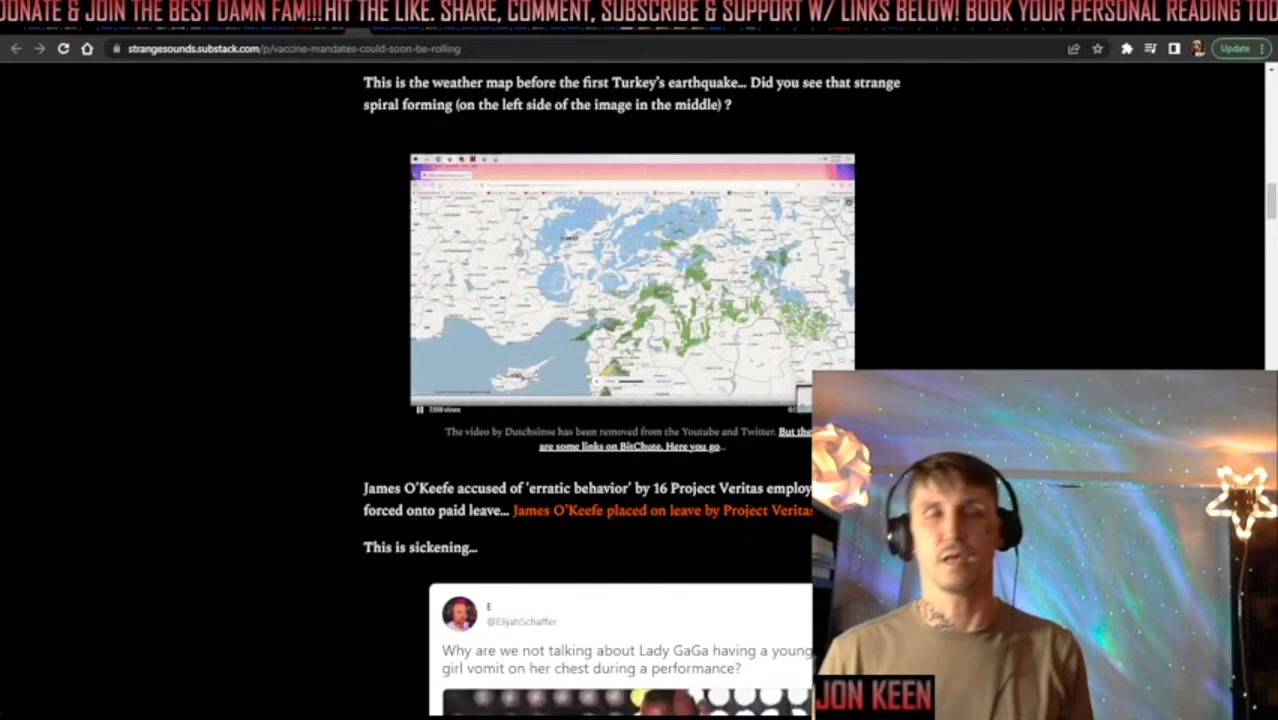 DONATE & JOIN THE BEST DAMN FAM!!! HIT THE LIKE. SHARE, COMMENT, SUBSCRIBE & SUPPORT W/ LINKS BELOW! BOOK YOUR PERSONAL READING TOD
strangesounds.substack.com/p/vaccine-mandates-could-soon-be-rolling
Update
This is the weather map before the first Turkey's earthquake... Did you see that strange
spiral forming (on the left side of the image in the middle) ?
The video by Dutchsinse has been removed from the Youtube and Twitter. But the
are some links on BitChute. Here you go...
James O'Keefe accused of 'erratic behavior' by 16 Project Veritas employ
forced onto paid leave... James O'Keefe placed on leave by Project Veritas
This is sickening...
E
@ElijahSchaffer
Why are we not talking about Lady GaGa having a young
girl vomit on her chest during a performance?
JON KEEN